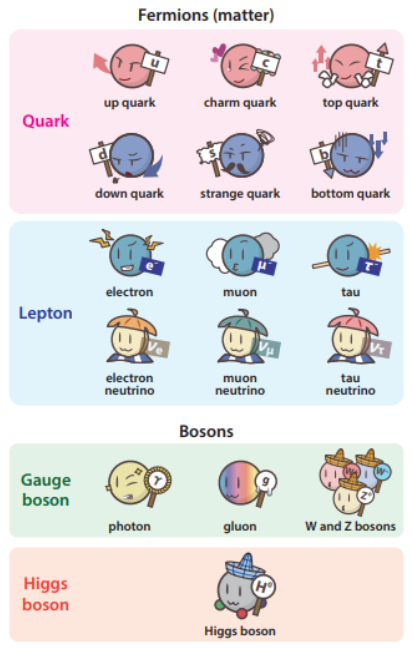 Fermions (matter)
Quark
u
c
t
up quark
charm quark
top quark
d
s
b
down quark
strange quark
bottom quark
Lepton
e⁻
μ⁻
τ⁻
electron
muon
tau
νe
νμ
ντ
electron
neutrino
muon
neutrino
tau
neutrino
Bosons
Gauge
boson
γ
g
W⁺
W⁻
Z⁰
photon
gluon
W and Z bosons
Higgs
boson
H⁰
Higgs boson